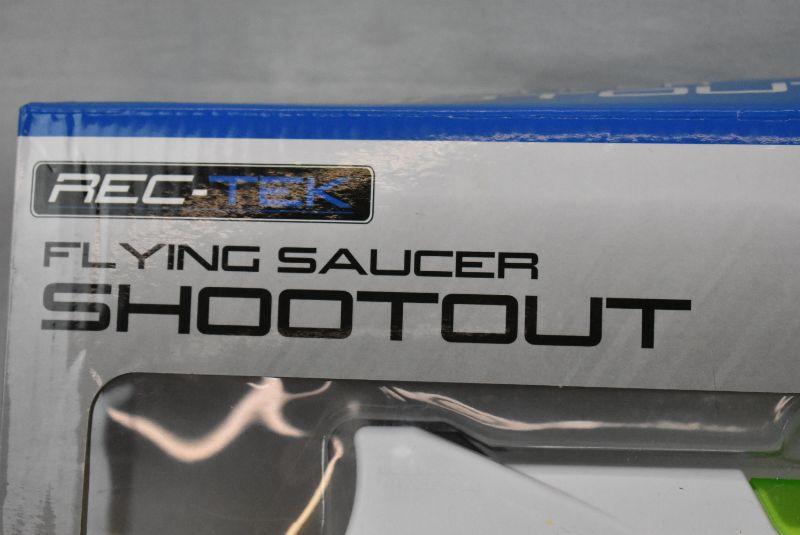 REC-TEK
FLYING SAUCER
SHOOTOUT